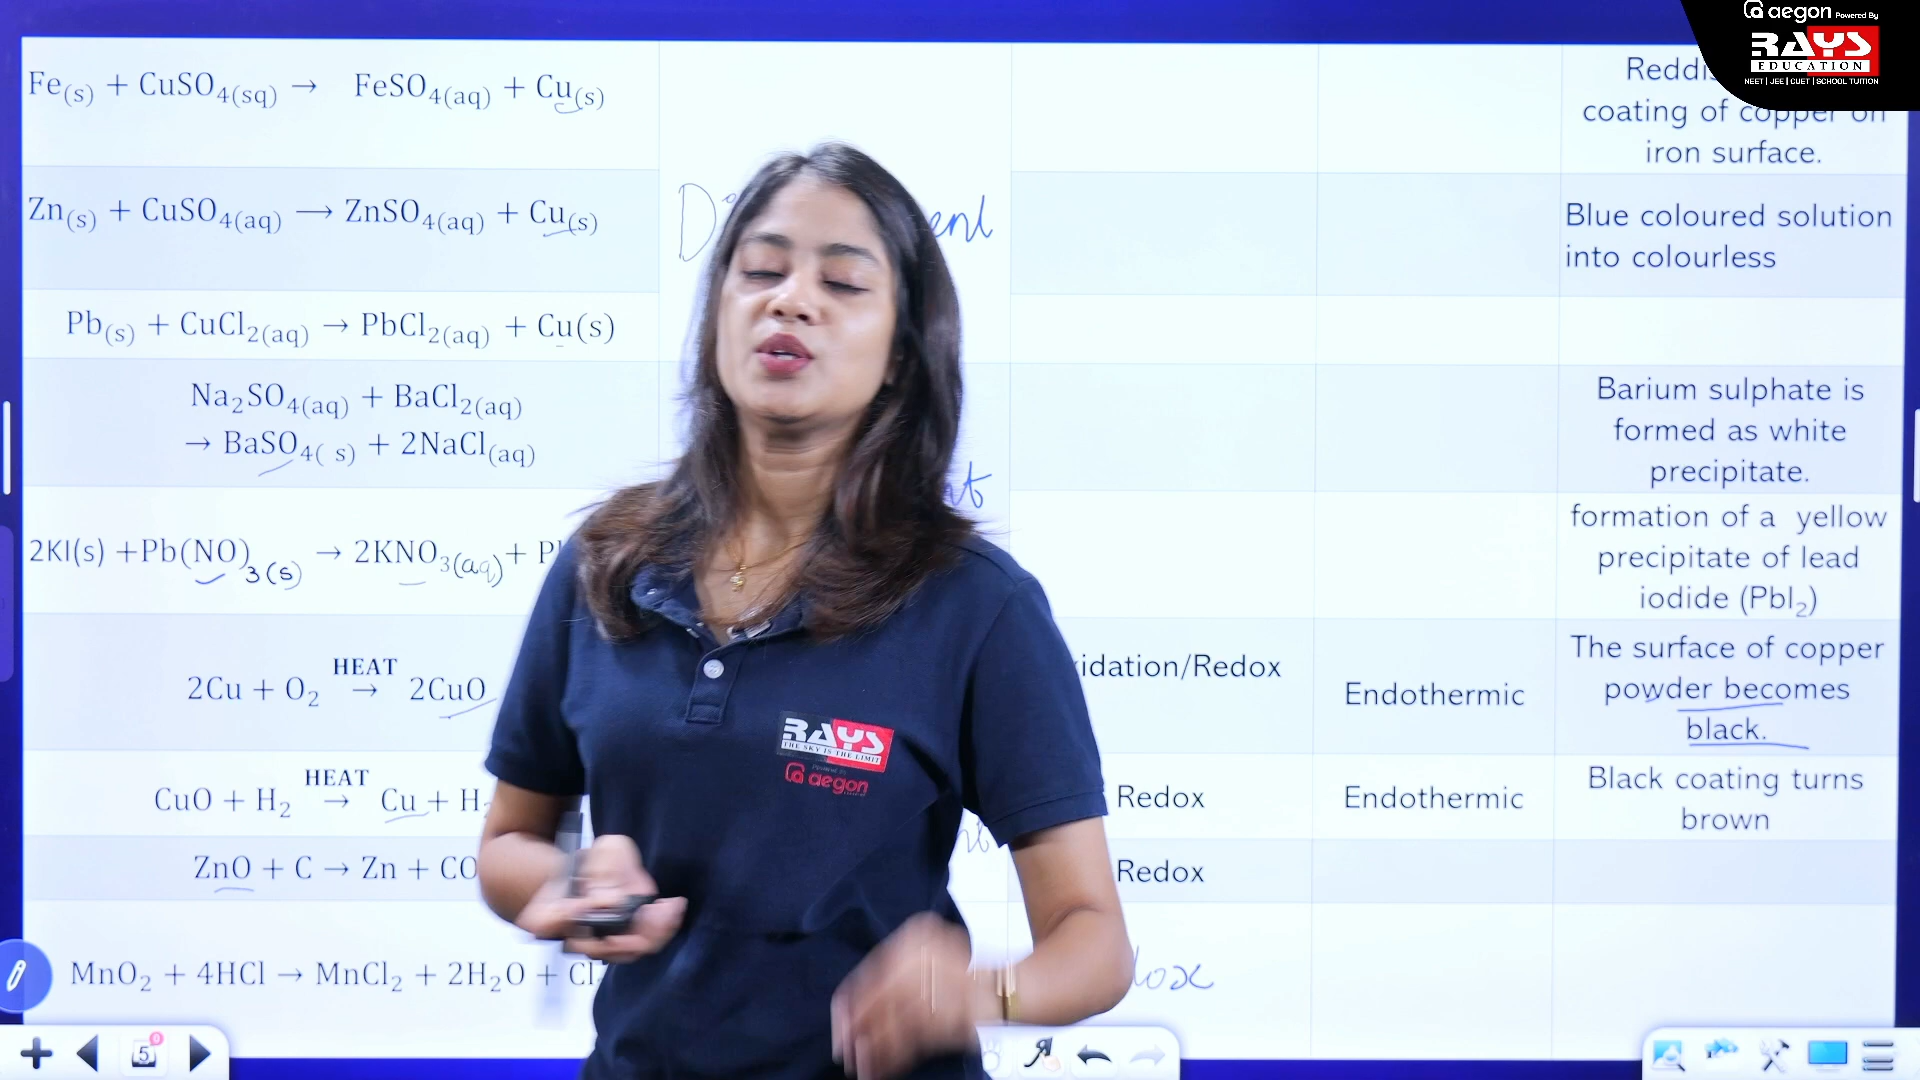 aegon Powered By
RAYS
EDUCATION
NEET | JEE | CUET | SCHOOL TUITION
Fe(s) + CuSO4(sq) → FeSO4(aq) + Cu(s)
coating of copper on
iron surface.
Zn(s) + CuSO4(aq) ⟶ ZnSO4(aq) + Cu(s)
Blue coloured solution
into colourless
Pb(s) + CuCl2(aq) → PbCl2(aq) + Cu(s)
Na2SO4(aq) + BaCl2(aq)
→ BaSO4( s) + 2NaCl(aq)
Barium sulphate is
formed as white
precipitate.
2KI(s) +Pb(NO)3(s) → 2KNO3(aq)+
formation of a yellow
precipitate of lead
iodide (PbI2)
HEAT
2Cu + O2 → 2CuO
Endothermic
The surface of copper
powder becomes
black.
HEAT
CuO + H2 → Cu +
Redox
Endothermic
Black coating turns
brown
ZnO + C → Zn + CO
Redox
MnO2 + 4HCl → MnCl2 + 2H2O +
RAYS
THE SKY IS THE LIMIT
Powered By
aegon
5